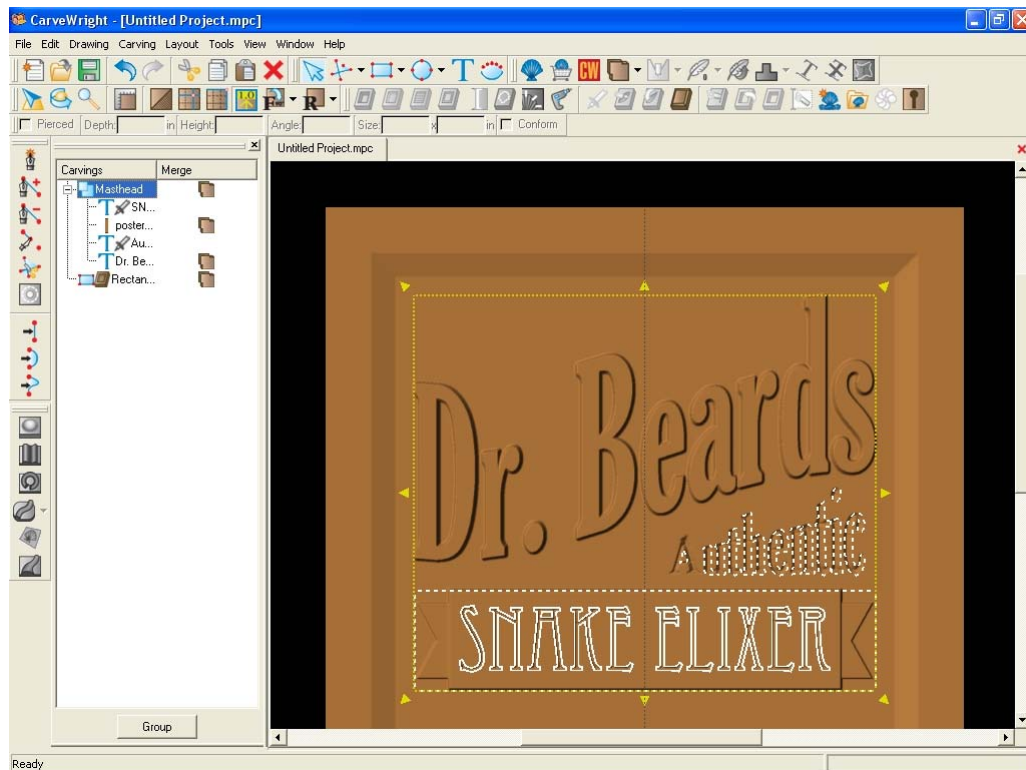 CarveWright - [Untitled Project.mpc]
File Edit Drawing Carving Layout Tools View Window Help
T CW
F R
Pierced Depth: in Height: Angle: Size: x in Conform
Untitled Project.mpc
Carvings Merge
Masthead
T SN...
poster...
T Au...
T Dr. Be...
Rectan...
Dr. Beards
Authentic
SNAKE ELIXER
Group
Ready